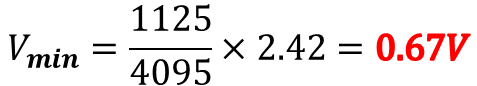 V_min = 1125/4095 × 2.42 = 0.67V